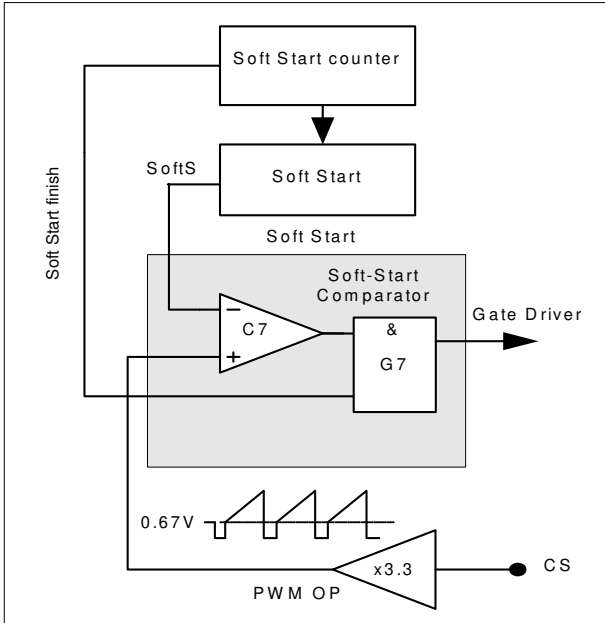 Soft Start counter
Soft Start finish
SoftS
Soft Start
Soft Start
Soft-Start
Comparator
Gate Driver
−
C7
+
&
G7
0.67V
x3.3
CS
PWM OP